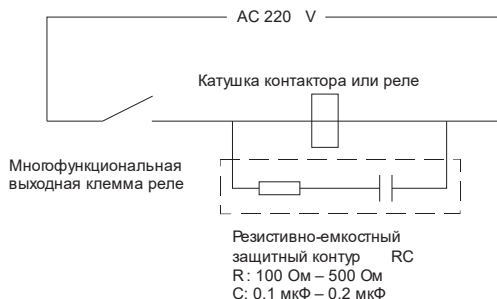 AC 220 V
Катушка контактора или реле
Многофункциональная
выходная клемма реле
Резистивно-емкостный
защитный контур RC
R: 100 Ом – 500 Ом
C: 0,1 мкФ – 0,2 мкФ